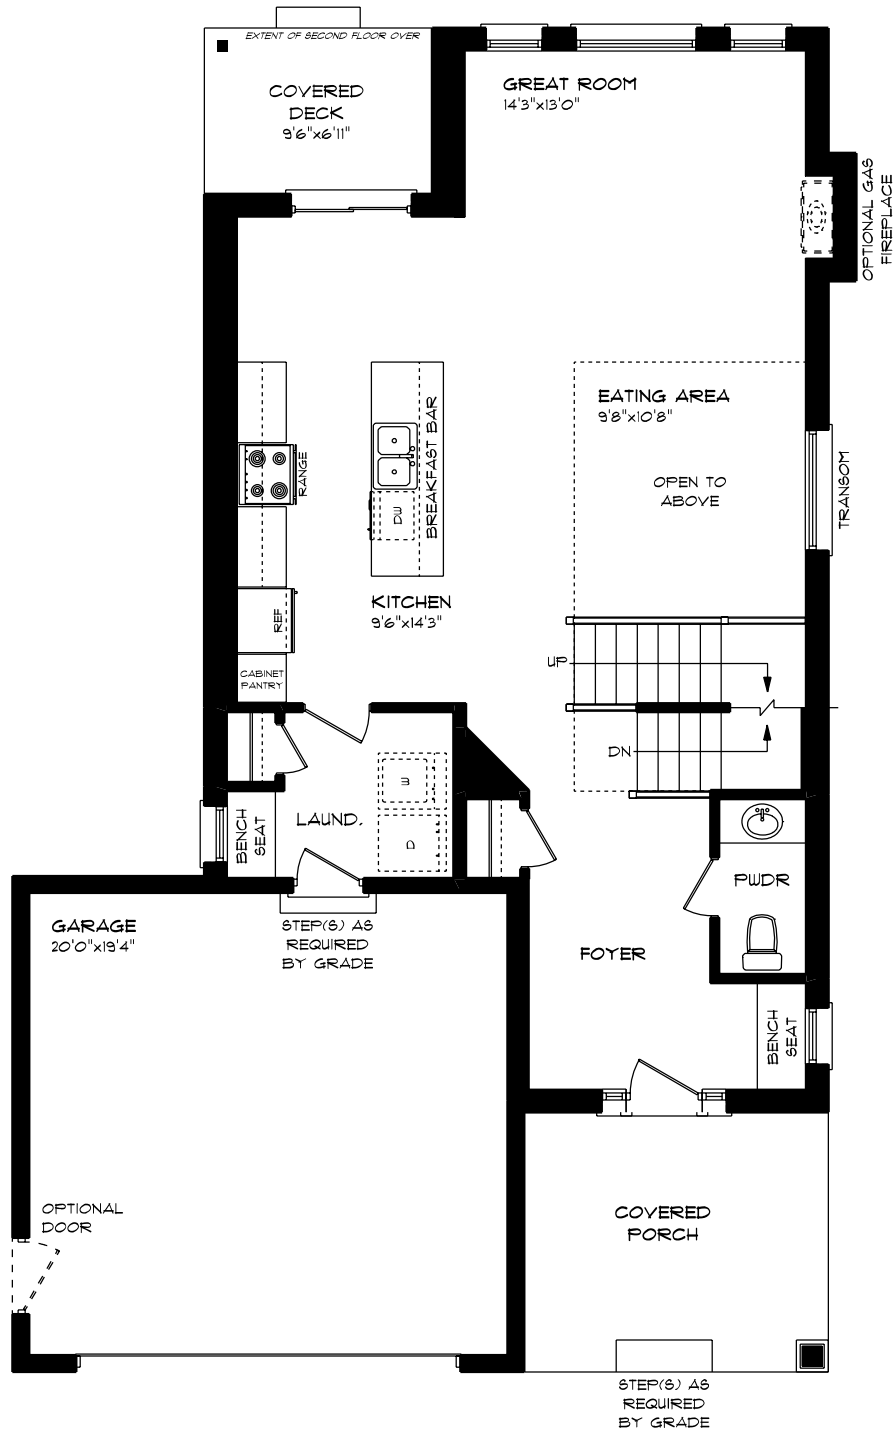 EXTENT OF SECOND FLOOR OVER
COVERED
DECK
9'6"x6'11"
GREAT ROOM
14'3"x13'0"
OPTIONAL GAS
FIREPLACE
EATING AREA
9'8"x10'8"
OPEN TO
ABOVE
TRANSOM
BREAKFAST BAR
RANGE
DW
KITCHEN
9'6"x14'3"
REF
CABINET
PANTRY
UP
DN
W
D
LAUND.
BENCH
SEAT
PWDR
GARAGE
20'0"x19'4"
STEP(S) AS
REQUIRED
BY GRADE
FOYER
BENCH
SEAT
OPTIONAL
DOOR
COVERED
PORCH
STEP(S) AS
REQUIRED
BY GRADE